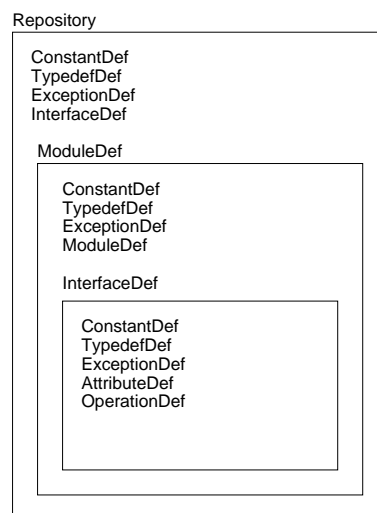 Repository
ConstantDef
TypedefDef
ExceptionDef
InterfaceDef
ModuleDef
ConstantDef
TypedefDef
ExceptionDef
ModuleDef
InterfaceDef
ConstantDef
TypedefDef
ExceptionDef
AttributeDef
OperationDef